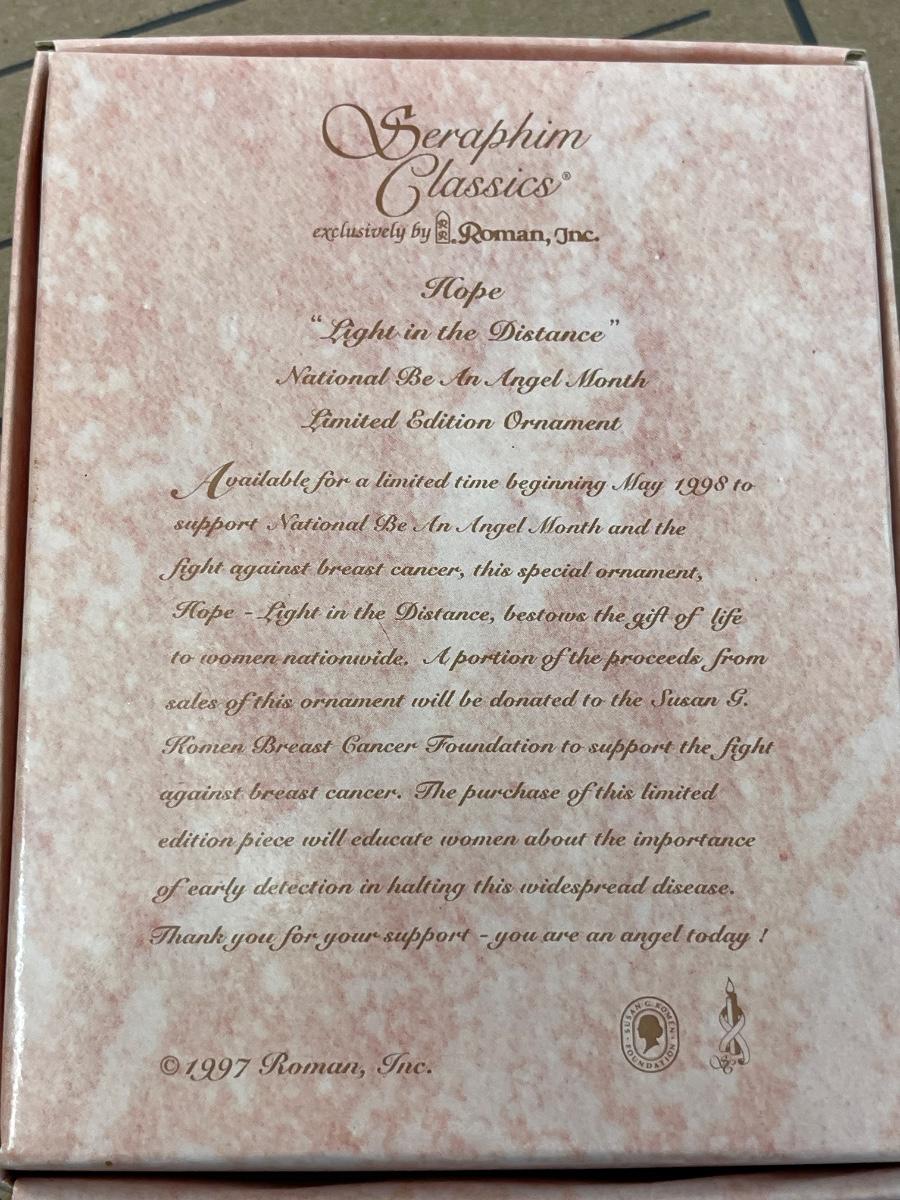 Seraphim
Classics®
exclusively by Roman, Inc.
Hope
“Light in the Distance”
National Be An Angel Month
Limited Edition Ornament
Available for a limited time beginning May 1998 to
support National Be An Angel Month and the
fight against breast cancer, this special ornament,
Hope - Light in the Distance, bestows the gift of life
to women nationwide. A portion of the proceeds from
sales of this ornament will be donated to the Susan G.
Komen Breast Cancer Foundation to support the fight
against breast cancer. The purchase of this limited
edition piece will educate women about the importance
of early detection in halting this widespread disease.
Thank you for your support - you are an angel today !
SUSAN G. KOMEN FOUNDATION
©1997 Roman, Inc.